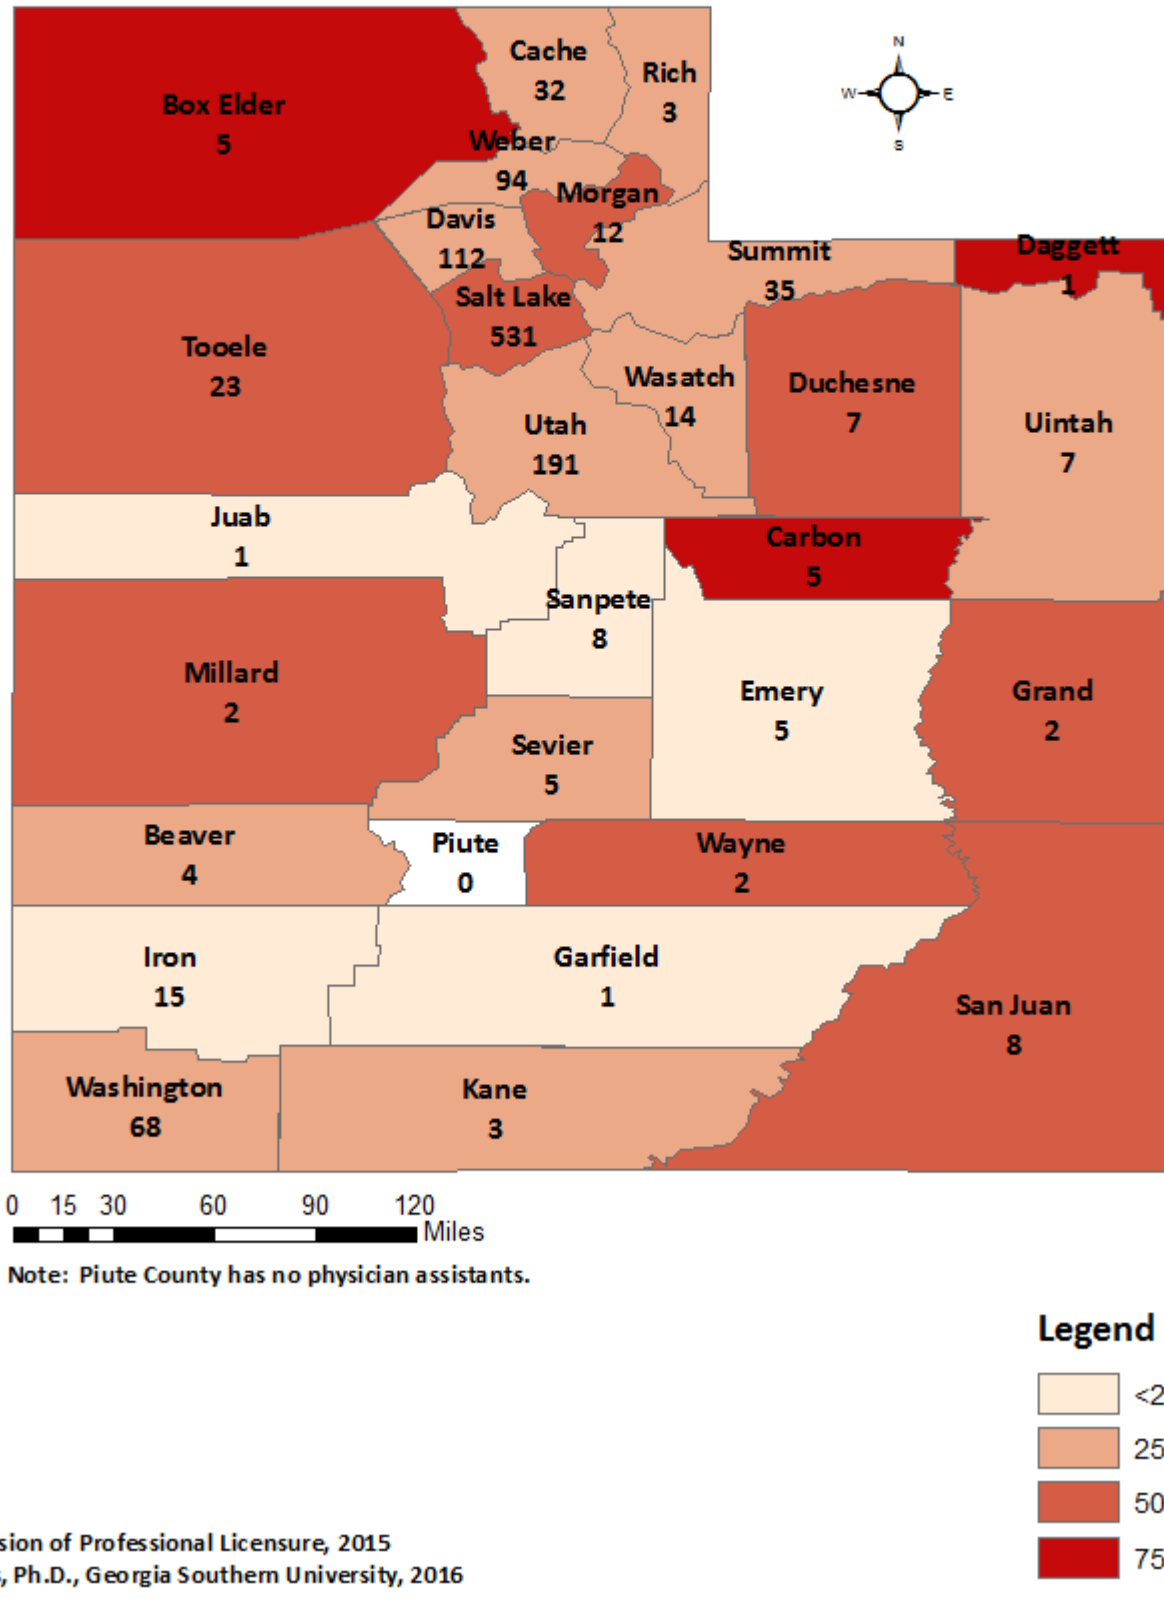 N
W E
S
Cache
32
Rich
3
Box Elder
5
Weber
94
Morgan
12
Davis
112
Summit
35
Daggett
1
Salt Lake
531
Tooele
23
Wasatch
14
Duchesne
7
Utah
191
Uintah
7
Juab
1
Carbon
5
Sanpete
8
Millard
2
Emery
5
Grand
2
Sevier
5
Beaver
4
Piute
0
Wayne
2
Iron
15
Garfield
1
San Juan
8
Washington
68
Kane
3
0 15 30 60 90 120
Miles
Note: Piute County has no physician assistants.
Legend
<2
25
50
75
sion of Professional Licensure, 2015
, Ph.D., Georgia Southern University, 2016